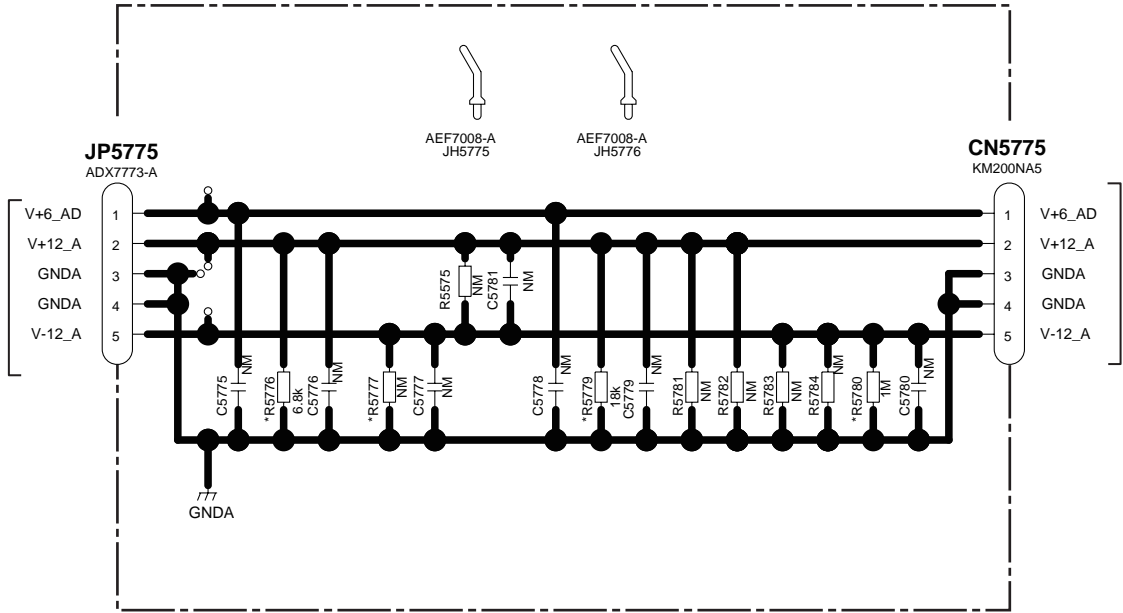 AEF7008-A
JH5775
AEF7008-A
JH5776
JP5775
ADX7773-A
CN5775
KM200NA5
V+6_AD
1
1
V+6_AD
V+12_A
2
2
V+12_A
GNDA
3
3
GNDA
GNDA
4
4
GNDA
V-12_A
5
5
V-12_A
R5575
NM
C5781
NM
C5775
NM
*R5776
6.8k
C5776
NM
*R5777
NM
C5777
NM
C5778
NM
*R5779
18k
C5779
NM
R5781
NM
R5782
NM
R5783
NM
R5784
NM
*R5780
1M
C5780
NM
GNDA